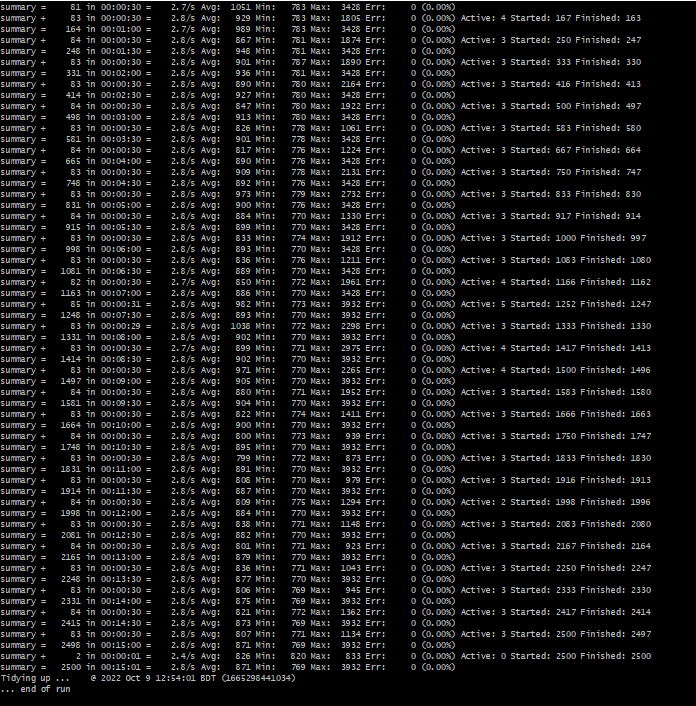 summary =     81 in 00:00:30 =    2.7/s Avg:  1051 Min:   783 Max:  3428 Err:     0 (0.00%)
summary +     83 in 00:00:30 =    2.8/s Avg:   929 Min:   783 Max:  1805 Err:     0 (0.00%) Active: 4 Started: 167 Finished: 163
summary =    164 in 00:01:00 =    2.7/s Avg:   989 Min:   783 Max:  3428 Err:     0 (0.00%)
summary +     84 in 00:00:30 =    2.8/s Avg:   867 Min:   781 Max:  1874 Err:     0 (0.00%) Active: 3 Started: 250 Finished: 247
summary =    248 in 00:01:30 =    2.8/s Avg:   948 Min:   781 Max:  3428 Err:     0 (0.00%)
summary +     83 in 00:00:30 =    2.8/s Avg:   901 Min:   787 Max:  1890 Err:     0 (0.00%) Active: 3 Started: 333 Finished: 330
summary =    331 in 00:02:00 =    2.8/s Avg:   936 Min:   781 Max:  3428 Err:     0 (0.00%)
summary +     83 in 00:00:30 =    2.8/s Avg:   890 Min:   780 Max:  2164 Err:     0 (0.00%) Active: 3 Started: 416 Finished: 413
summary =    414 in 00:02:30 =    2.8/s Avg:   927 Min:   780 Max:  3428 Err:     0 (0.00%)
summary +     84 in 00:00:30 =    2.8/s Avg:   847 Min:   780 Max:  1922 Err:     0 (0.00%) Active: 3 Started: 500 Finished: 497
summary =    498 in 00:03:00 =    2.8/s Avg:   913 Min:   780 Max:  3428 Err:     0 (0.00%)
summary +     83 in 00:00:30 =    2.8/s Avg:   826 Min:   778 Max:  1061 Err:     0 (0.00%) Active: 3 Started: 583 Finished: 580
summary =    581 in 00:03:30 =    2.8/s Avg:   901 Min:   778 Max:  3428 Err:     0 (0.00%)
summary +     84 in 00:00:30 =    2.8/s Avg:   817 Min:   776 Max:  1224 Err:     0 (0.00%) Active: 3 Started: 667 Finished: 664
summary =    665 in 00:04:00 =    2.8/s Avg:   890 Min:   776 Max:  3428 Err:     0 (0.00%)
summary +     83 in 00:00:30 =    2.8/s Avg:   909 Min:   778 Max:  2131 Err:     0 (0.00%) Active: 3 Started: 750 Finished: 747
summary =    748 in 00:04:30 =    2.8/s Avg:   892 Min:   776 Max:  3428 Err:     0 (0.00%)
summary +     83 in 00:00:30 =    2.8/s Avg:   973 Min:   779 Max:  2732 Err:     0 (0.00%) Active: 3 Started: 833 Finished: 830
summary =    831 in 00:05:00 =    2.8/s Avg:   900 Min:   776 Max:  3428 Err:     0 (0.00%)
summary +     84 in 00:00:30 =    2.8/s Avg:   884 Min:   770 Max:  1330 Err:     0 (0.00%) Active: 3 Started: 917 Finished: 914
summary =    915 in 00:05:30 =    2.8/s Avg:   899 Min:   770 Max:  3428 Err:     0 (0.00%)
summary +     83 in 00:00:30 =    2.8/s Avg:   833 Min:   774 Max:  1912 Err:     0 (0.00%) Active: 3 Started: 1000 Finished: 997
summary =    998 in 00:06:00 =    2.8/s Avg:   893 Min:   770 Max:  3428 Err:     0 (0.00%)
summary +     83 in 00:00:30 =    2.8/s Avg:   836 Min:   776 Max:  1211 Err:     0 (0.00%) Active: 3 Started: 1083 Finished: 1080
summary =   1081 in 00:06:30 =    2.8/s Avg:   889 Min:   770 Max:  3428 Err:     0 (0.00%)
summary +     82 in 00:00:30 =    2.7/s Avg:   850 Min:   772 Max:  1961 Err:     0 (0.00%) Active: 4 Started: 1166 Finished: 1162
summary =   1163 in 00:07:00 =    2.8/s Avg:   886 Min:   770 Max:  3428 Err:     0 (0.00%)
summary +     85 in 00:00:31 =    2.8/s Avg:   982 Min:   773 Max:  3932 Err:     0 (0.00%) Active: 5 Started: 1252 Finished: 1247
summary =   1248 in 00:07:30 =    2.8/s Avg:   893 Min:   770 Max:  3932 Err:     0 (0.00%)
summary +     83 in 00:00:29 =    2.8/s Avg:  1038 Min:   772 Max:  2298 Err:     0 (0.00%) Active: 3 Started: 1333 Finished: 1330
summary =   1331 in 00:08:00 =    2.8/s Avg:   902 Min:   770 Max:  3932 Err:     0 (0.00%)
summary +     83 in 00:00:30 =    2.7/s Avg:   899 Min:   771 Max:  2975 Err:     0 (0.00%) Active: 4 Started: 1417 Finished: 1413
summary =   1414 in 00:08:30 =    2.8/s Avg:   902 Min:   770 Max:  3932 Err:     0 (0.00%)
summary +     83 in 00:00:30 =    2.8/s Avg:   971 Min:   770 Max:  2265 Err:     0 (0.00%) Active: 4 Started: 1500 Finished: 1496
summary =   1497 in 00:09:00 =    2.8/s Avg:   905 Min:   770 Max:  3932 Err:     0 (0.00%)
summary +     84 in 00:00:30 =    2.8/s Avg:   880 Min:   771 Max:  1952 Err:     0 (0.00%) Active: 3 Started: 1583 Finished: 1580
summary =   1581 in 00:09:30 =    2.8/s Avg:   904 Min:   770 Max:  3932 Err:     0 (0.00%)
summary +     83 in 00:00:30 =    2.8/s Avg:   822 Min:   774 Max:  1411 Err:     0 (0.00%) Active: 3 Started: 1666 Finished: 1663
summary =   1664 in 00:10:00 =    2.8/s Avg:   900 Min:   770 Max:  3932 Err:     0 (0.00%)
summary +     84 in 00:00:30 =    2.8/s Avg:   800 Min:   773 Max:   939 Err:     0 (0.00%) Active: 3 Started: 1750 Finished: 1747
summary =   1748 in 00:10:30 =    2.8/s Avg:   895 Min:   770 Max:  3932 Err:     0 (0.00%)
summary +     83 in 00:00:30 =    2.8/s Avg:   799 Min:   772 Max:   873 Err:     0 (0.00%) Active: 3 Started: 1833 Finished: 1830
summary =   1831 in 00:11:00 =    2.8/s Avg:   891 Min:   770 Max:  3932 Err:     0 (0.00%)
summary +     83 in 00:00:30 =    2.8/s Avg:   808 Min:   770 Max:   979 Err:     0 (0.00%) Active: 3 Started: 1916 Finished: 1913
summary =   1914 in 00:11:30 =    2.8/s Avg:   887 Min:   770 Max:  3932 Err:     0 (0.00%)
summary +     84 in 00:00:30 =    2.8/s Avg:   809 Min:   775 Max:  1294 Err:     0 (0.00%) Active: 2 Started: 1998 Finished: 1996
summary =   1998 in 00:12:00 =    2.8/s Avg:   884 Min:   770 Max:  3932 Err:     0 (0.00%)
summary +     83 in 00:00:30 =    2.8/s Avg:   838 Min:   771 Max:  1148 Err:     0 (0.00%) Active: 3 Started: 2083 Finished: 2080
summary =   2081 in 00:12:30 =    2.8/s Avg:   882 Min:   770 Max:  3932 Err:     0 (0.00%)
summary +     84 in 00:00:30 =    2.8/s Avg:   801 Min:   771 Max:   923 Err:     0 (0.00%) Active: 3 Started: 2167 Finished: 2164
summary =   2165 in 00:13:00 =    2.8/s Avg:   879 Min:   770 Max:  3932 Err:     0 (0.00%)
summary +     83 in 00:00:30 =    2.8/s Avg:   836 Min:   771 Max:  1043 Err:     0 (0.00%) Active: 3 Started: 2250 Finished: 2247
summary =   2248 in 00:13:30 =    2.8/s Avg:   877 Min:   770 Max:  3932 Err:     0 (0.00%)
summary +     83 in 00:00:30 =    2.8/s Avg:   806 Min:   769 Max:   945 Err:     0 (0.00%) Active: 3 Started: 2333 Finished: 2330
summary =   2331 in 00:14:00 =    2.8/s Avg:   875 Min:   769 Max:  3932 Err:     0 (0.00%)
summary +     84 in 00:00:30 =    2.8/s Avg:   821 Min:   772 Max:  1362 Err:     0 (0.00%) Active: 3 Started: 2417 Finished: 2414
summary =   2415 in 00:14:30 =    2.8/s Avg:   873 Min:   769 Max:  3932 Err:     0 (0.00%)
summary +     83 in 00:00:30 =    2.8/s Avg:   807 Min:   771 Max:  1134 Err:     0 (0.00%) Active: 3 Started: 2500 Finished: 2497
summary =   2498 in 00:15:00 =    2.8/s Avg:   871 Min:   769 Max:  3932 Err:     0 (0.00%)
summary +      2 in 00:00:01 =    2.4/s Avg:   826 Min:   820 Max:   833 Err:     0 (0.00%) Active: 0 Started: 2500 Finished: 2500
summary =   2500 in 00:15:01 =    2.8/s Avg:   871 Min:   769 Max:  3932 Err:     0 (0.00%)
Tidying up ...    @ 2022 Oct 9 12:54:01 BDT (1665298441034)
... end of run